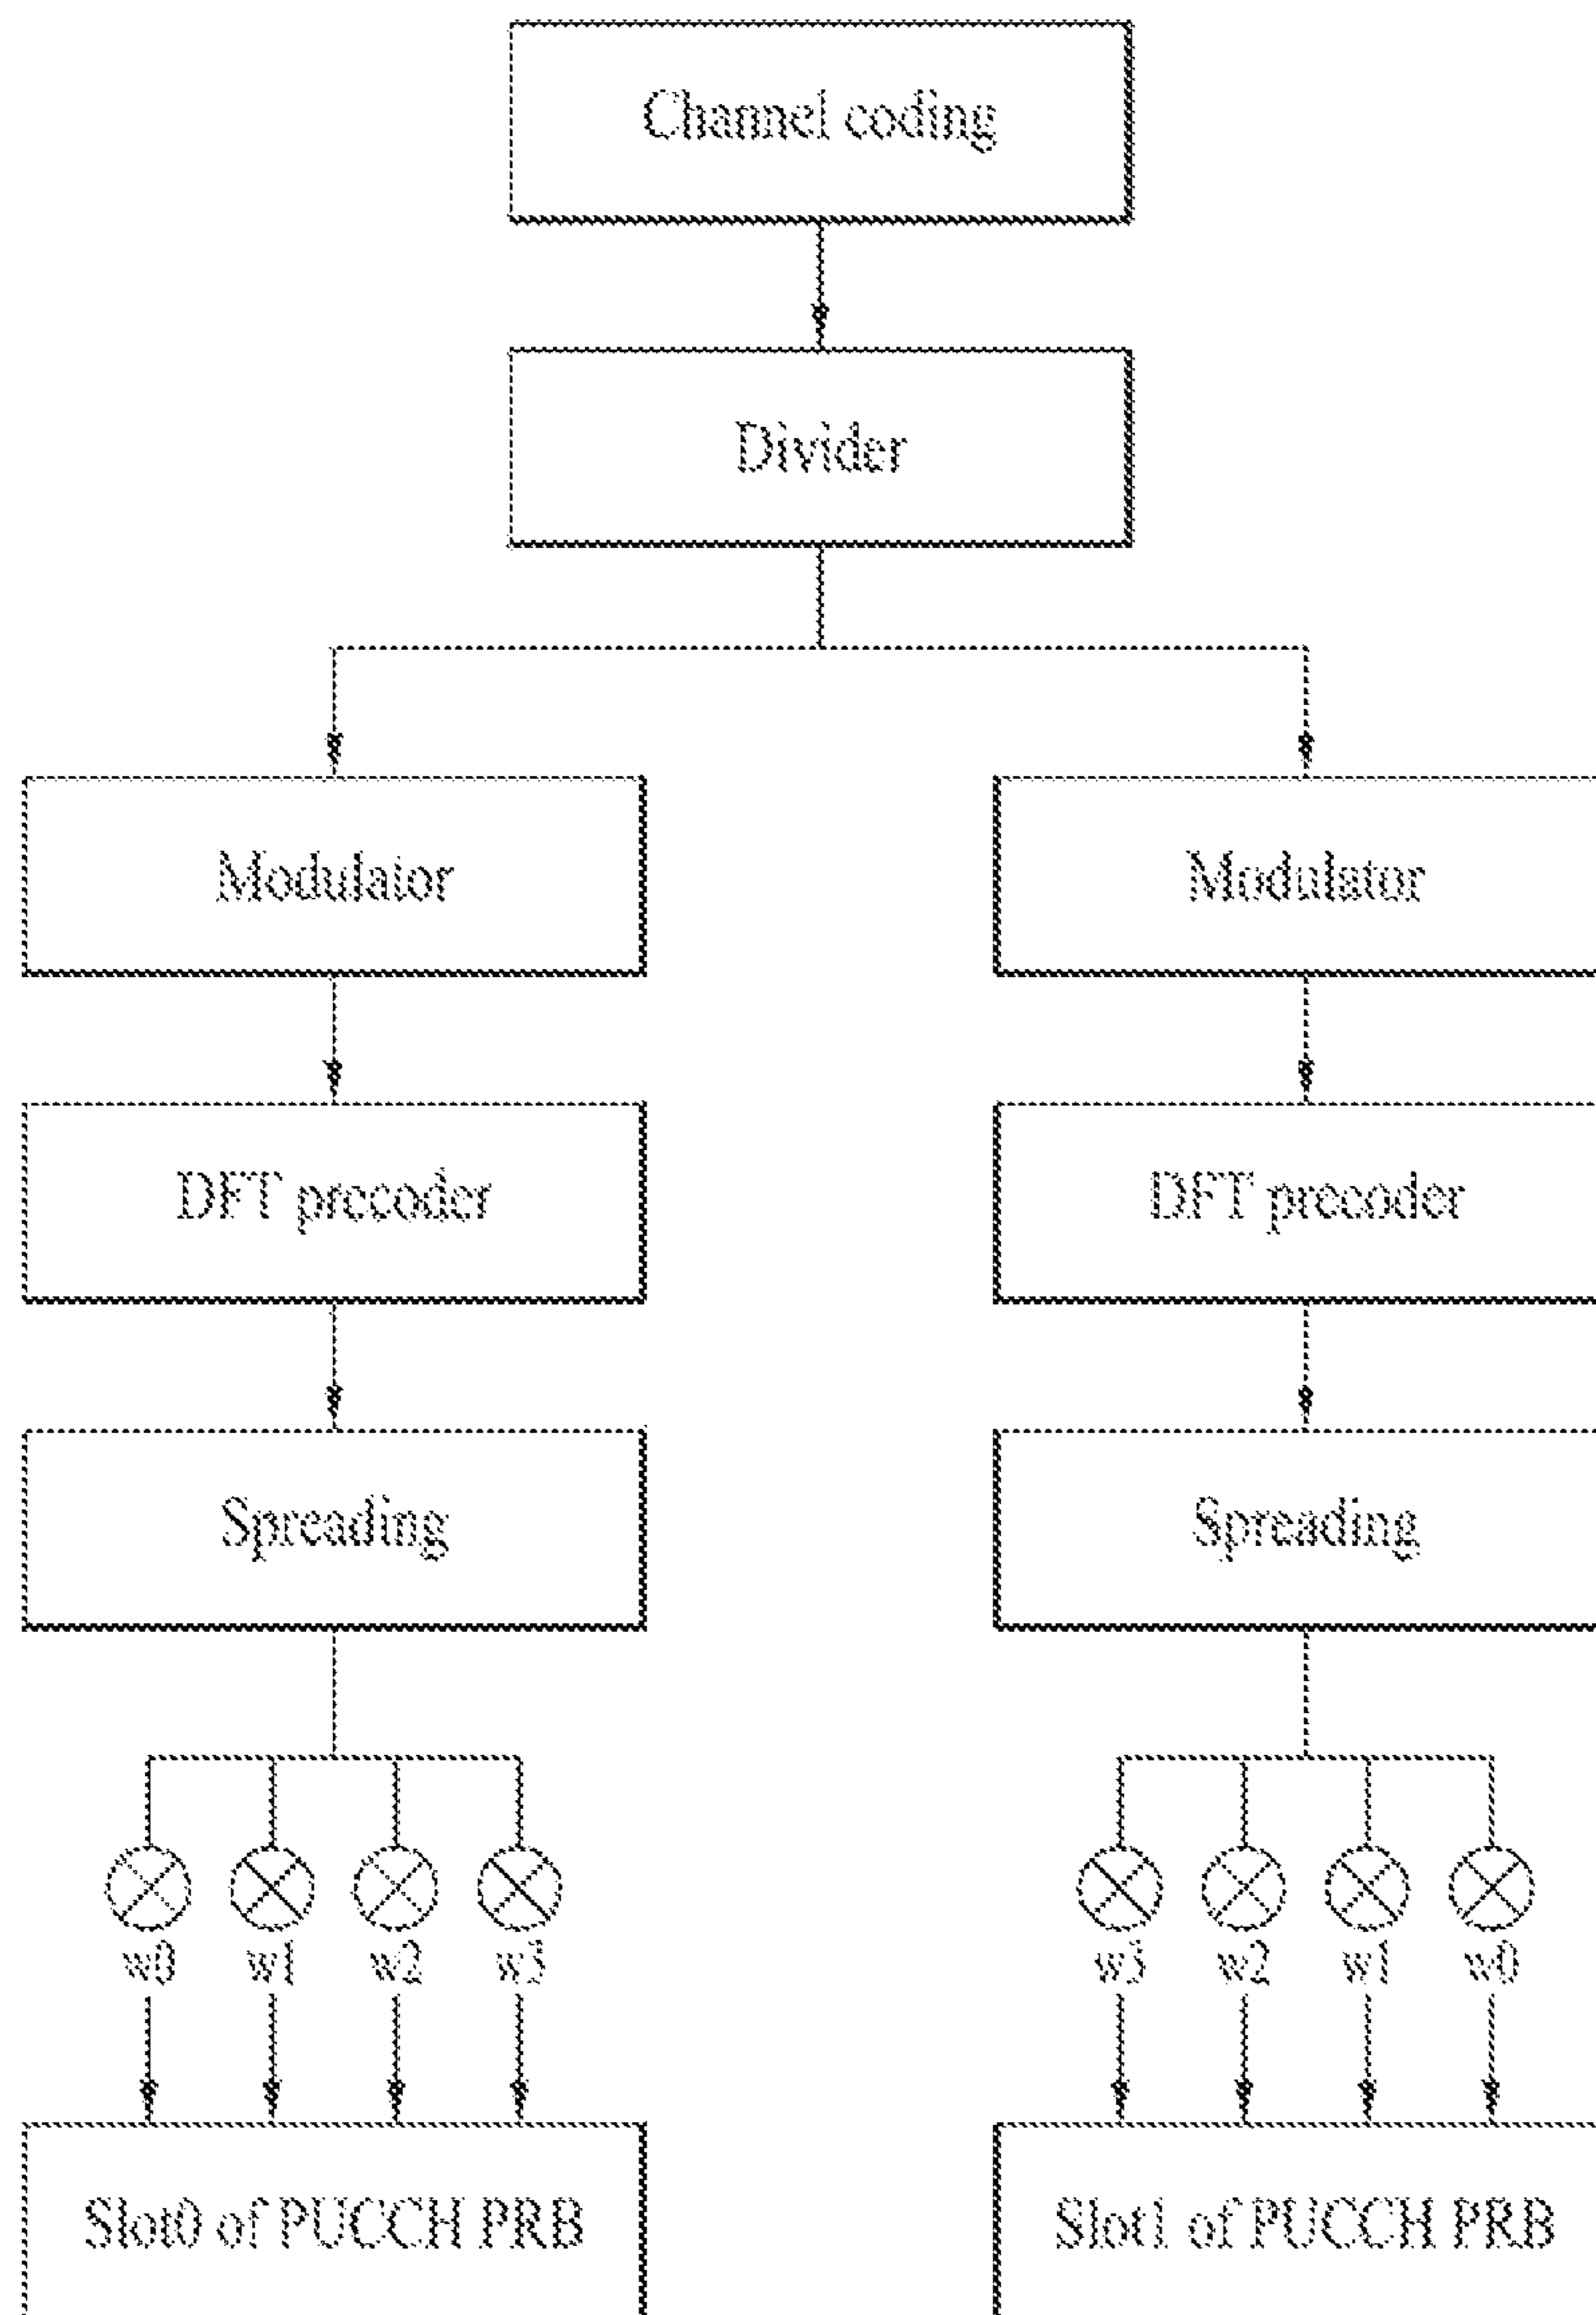 Channel coding
Divider
Modulator Modulator
DFT precoder DFT precoder
Spreading Spreading
w0 w1 w2 w3 w3 w2 w1 w0
Slot0 of PUCCH PRB Slot1 of PUCCH PRB